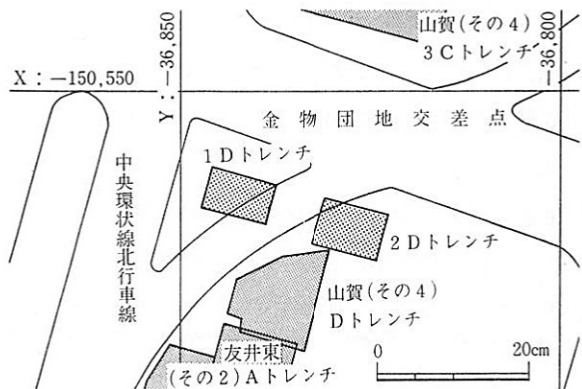 山賀(その4)
3Cトレンチ
X：－150,550
Y：－36,850
－36,800
金物団地交差点
1Dトレンチ
中央環状線北行車線
2Dトレンチ
山賀(その4)
Dトレンチ
友井東
(その2)Aトレンチ
0
20cm